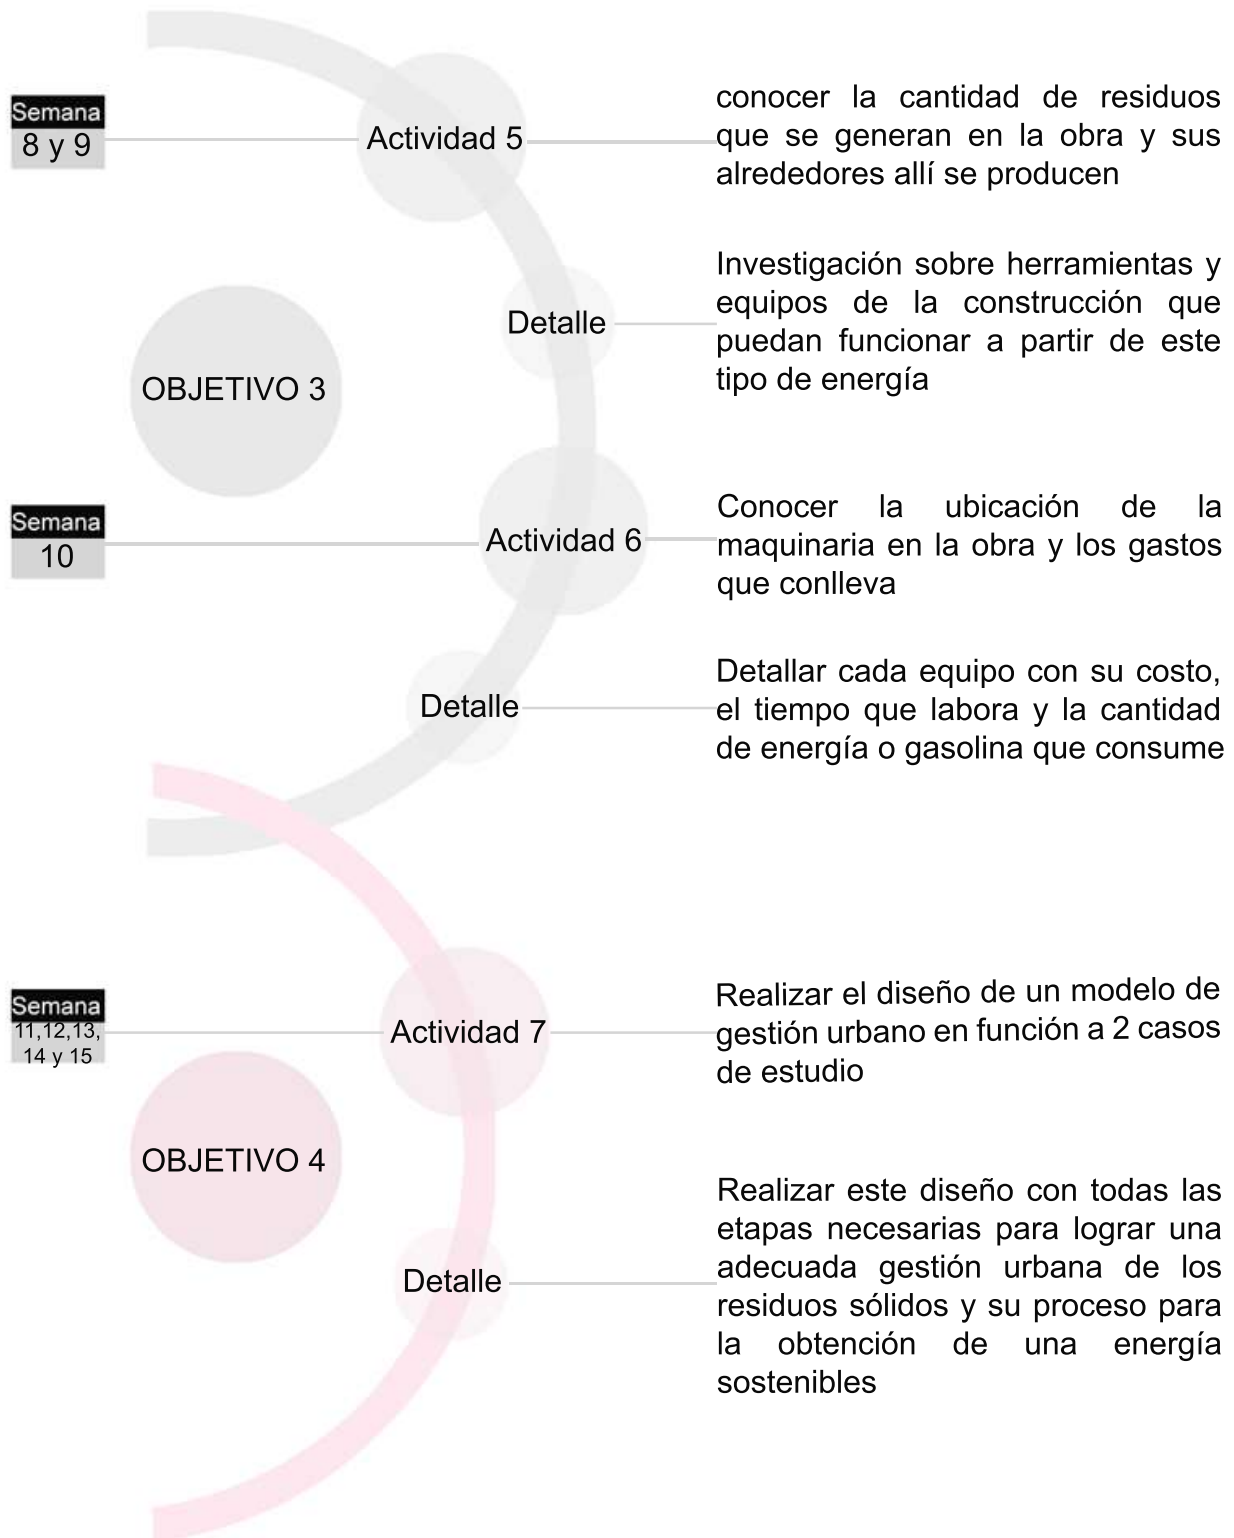 Semana
8 y 9
Actividad 5
conocer la cantidad de residuos
que se generan en la obra y sus
alrededores allí se producen
Detalle
Investigación sobre herramientas y
equipos de la construcción que
puedan funcionar a partir de este
tipo de energía
OBJETIVO 3
Semana
10
Actividad 6
Conocer la ubicación de la
maquinaria en la obra y los gastos
que conlleva
Detalle
Detallar cada equipo con su costo,
el tiempo que labora y la cantidad
de energía o gasolina que consume
Semana
11,12,13,
14 y 15
Actividad 7
Realizar el diseño de un modelo de
gestión urbano en función a 2 casos
de estudio
OBJETIVO 4
Detalle
Realizar este diseño con todas las
etapas necesarias para lograr una
adecuada gestión urbana de los
residuos sólidos y su proceso para
la obtención de una energía
sostenibles